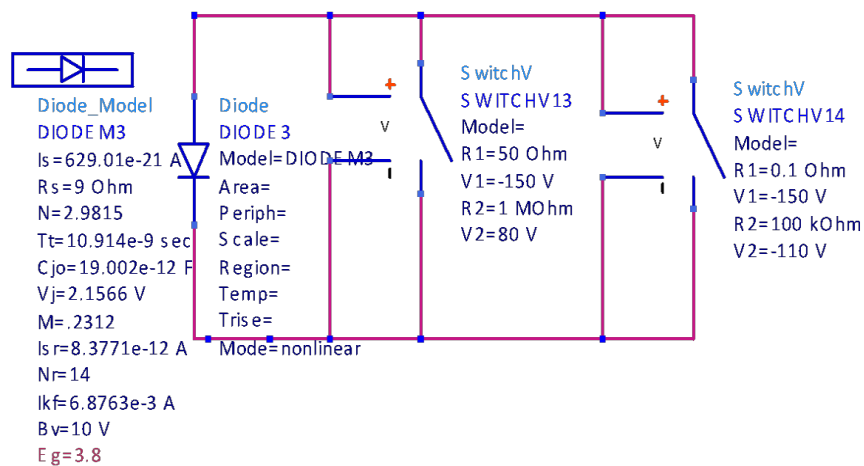 Diode_Model
DIODEM3
Is=629.01e-21 A
Rs=9 Ohm
N=2.9815
Tt=10.914e-9 sec
Cjo=19.002e-12 F
Vj=2.1566 V
M=.2312
Isr=8.3771e-12 A
Nr=14
Ikf=6.8763e-3 A
Bv=10 V
Eg=3.8
Diode
DIODE3
Model=DIODEM3
Area=
Periph=
Scale=
Region=
Temp=
Trise=
Mode=nonlinear
+
V
SwitchV
SWITCHV13
Model=
R1=50 Ohm
V1=-150 V
R2=1 MOhm
V2=80 V
+
V
SwitchV
SWITCHV14
Model=
R1=0.1 Ohm
V1=-150 V
R2=100 kOhm
V2=-110 V